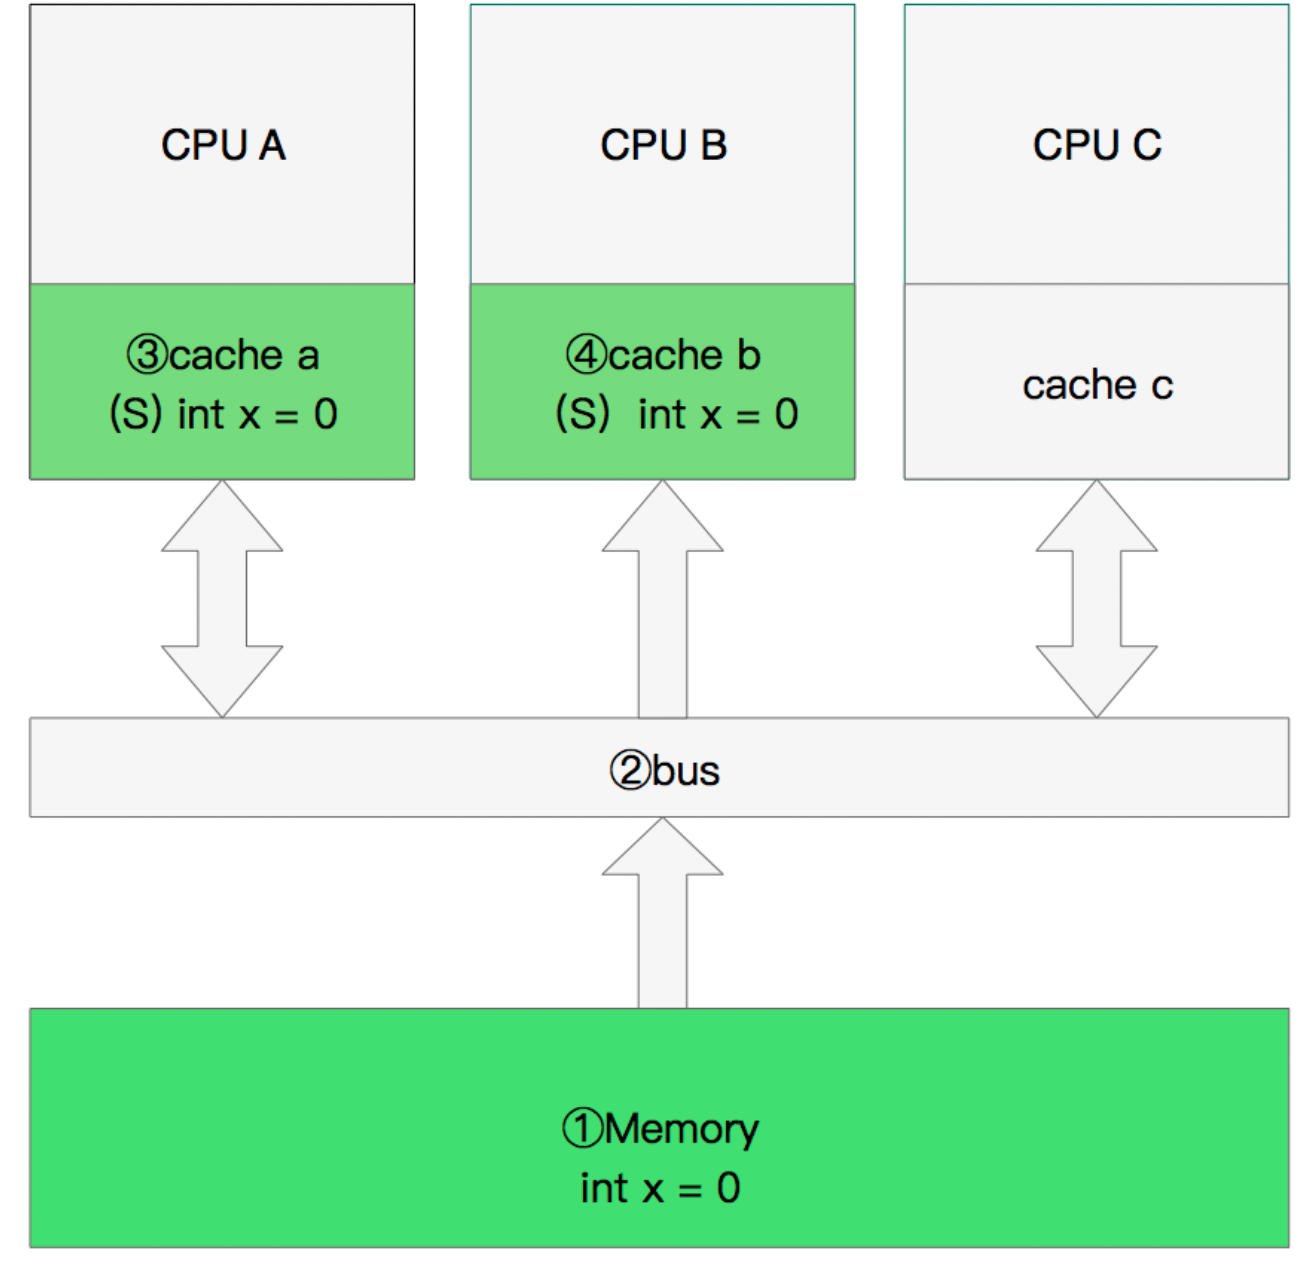 CPU A
CPU B
CPU C
③cache a
(S) int x = 0
④cache b
(S) int x = 0
cache c
②bus
①Memory
int x = 0